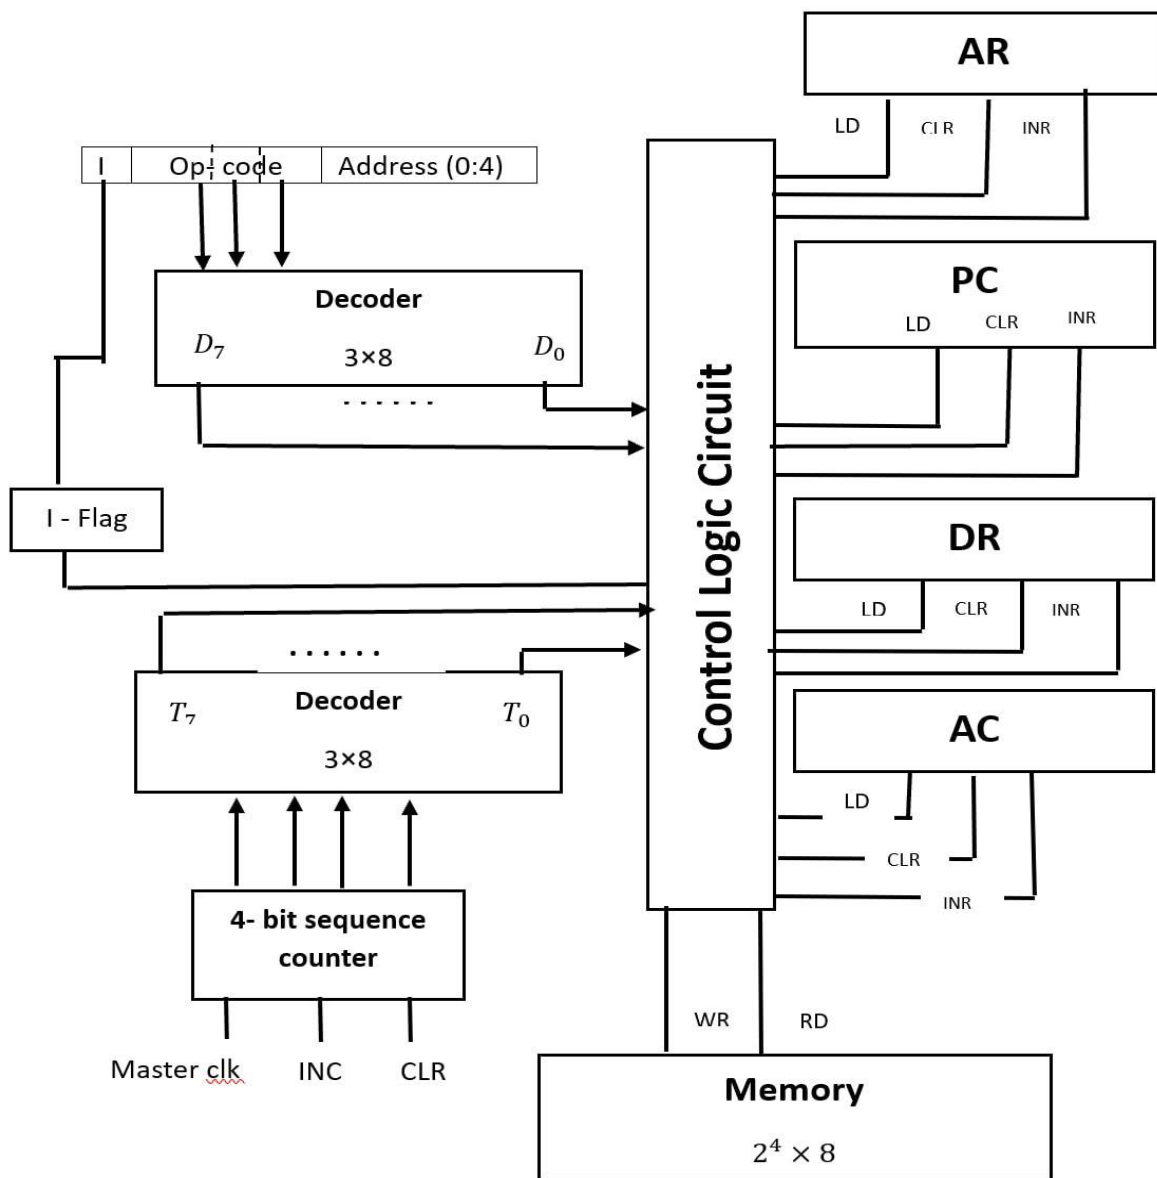 AR
LD CLR INR
I Op- code Address (0:4)
Decoder
D₇ 3×8 D₀
. . . . . .
PC
LD CLR INR
Control Logic Circuit
I - Flag
DR
LD CLR INR
. . . . . .
Decoder
T₇ T₀
3×8
AC
LD
CLR
INR
4- bit sequence
counter
Master clk INC CLR
WR RD
Memory
2⁴ × 8